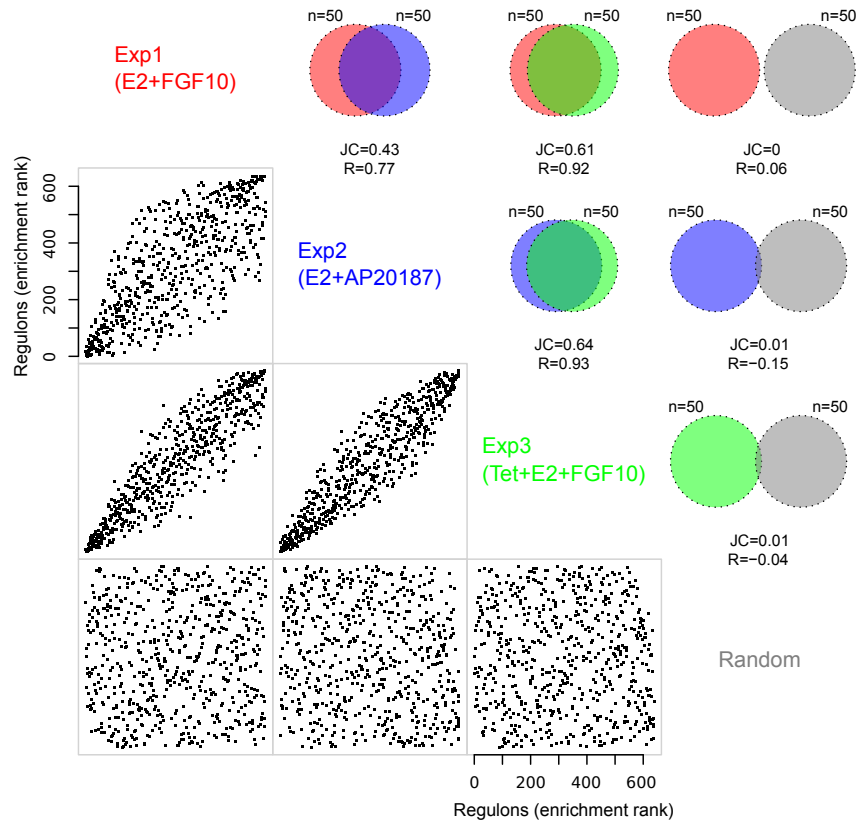 n=50 n=50 n=50 n=50 n=50
n=50
Exp1
(E2+FGF10)
JC=0.43
R=0.77
JC=0.61
R=0.92
JC=0
R=0.06
Regulons (enrichment rank)
600
400
200
0
Exp2
(E2+AP20187)
n=50 n=50 n=50
n=50
JC=0.64
R=0.93
JC=0.01
R=−0.15
Exp3
(Tet+E2+FGF10)
n=50
n=50
JC=0.01
R=−0.04
Random
0 200 400 600
Regulons (enrichment rank)